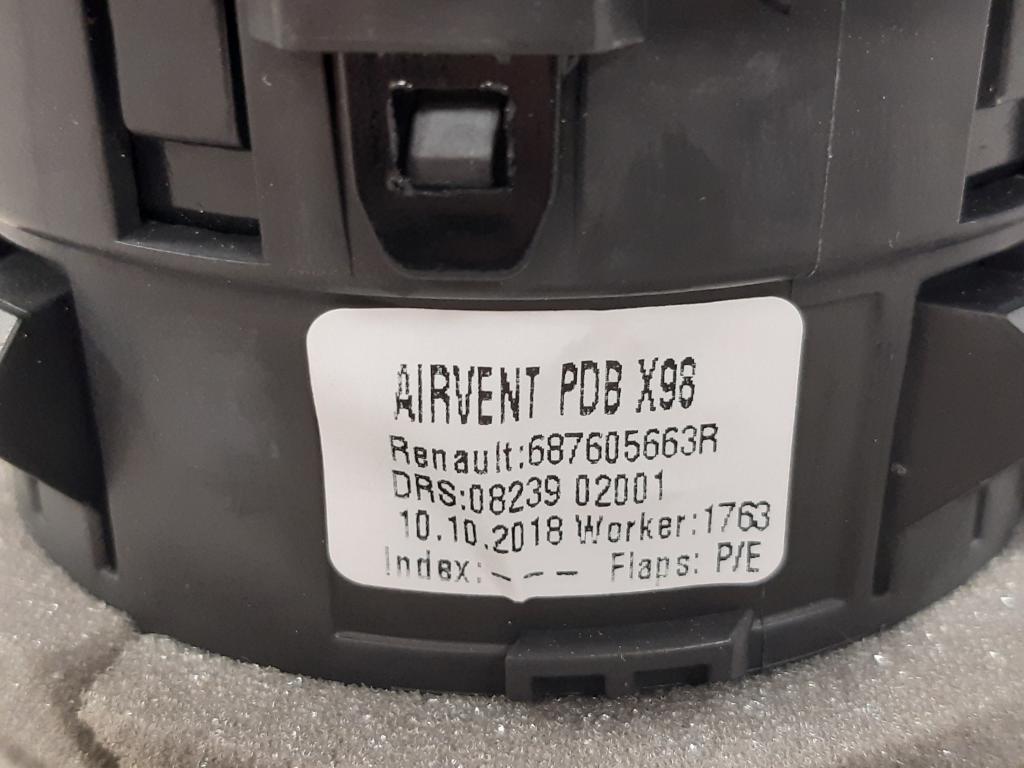 AIRVENT PDB X98
Renault:687605663R
DRS:08239 02001
10.10.2018 Worker:1763
Index:--- Flaps: P/E